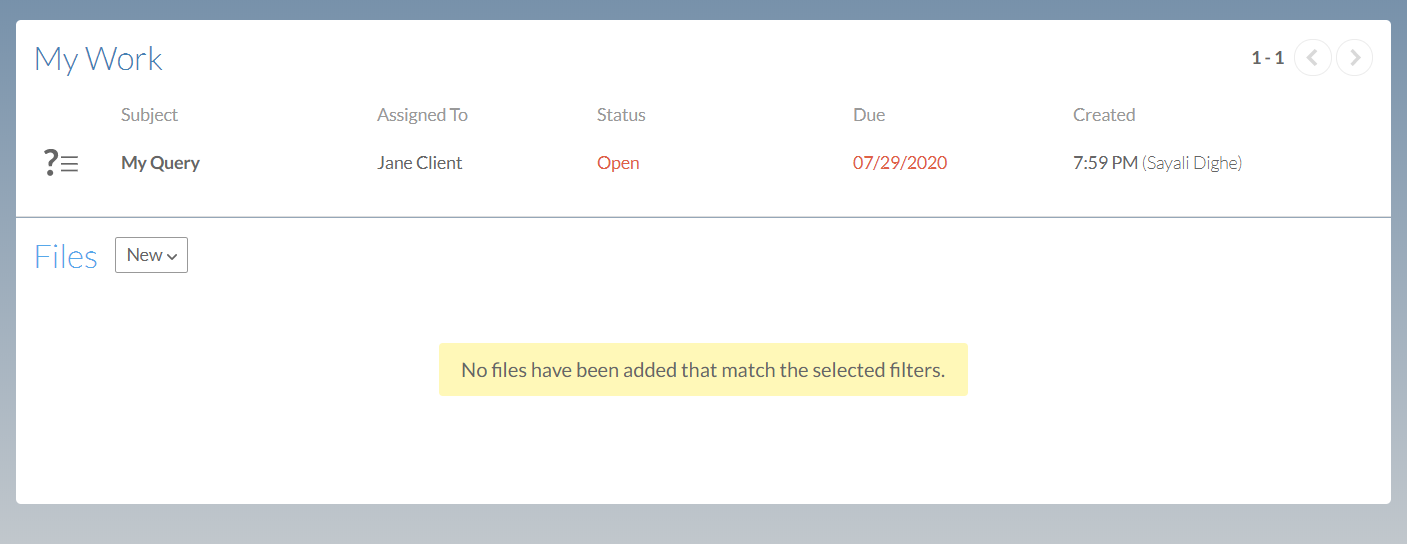 My Work
1 - 1
Subject Assigned To Status Due Created
My Query Jane Client Open 07/29/2020 7:59 PM (Sayali Dighe)
Files New
No files have been added that match the selected filters.